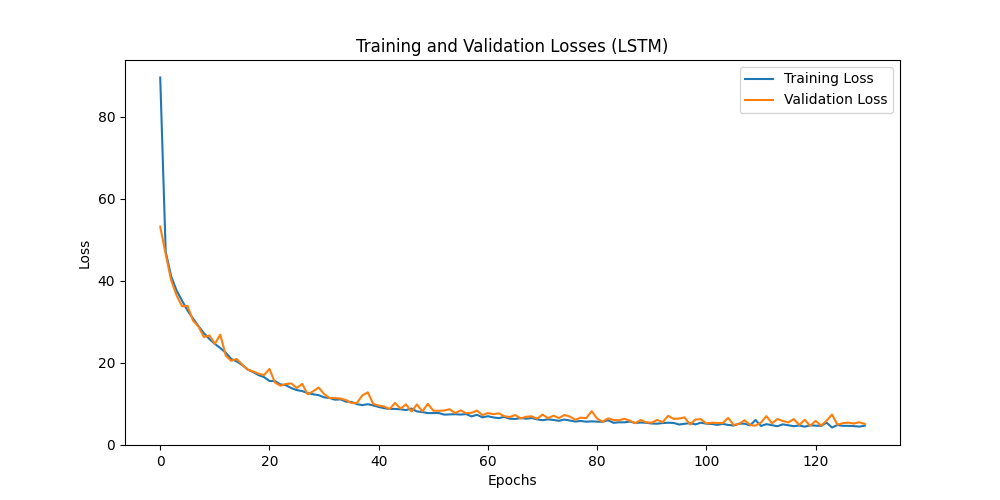 Training and Validation Losses (LSTM)
Training Loss
Validation Loss
Loss
80
60
40
20
0
0 20 40 60 80 100 120
Epochs